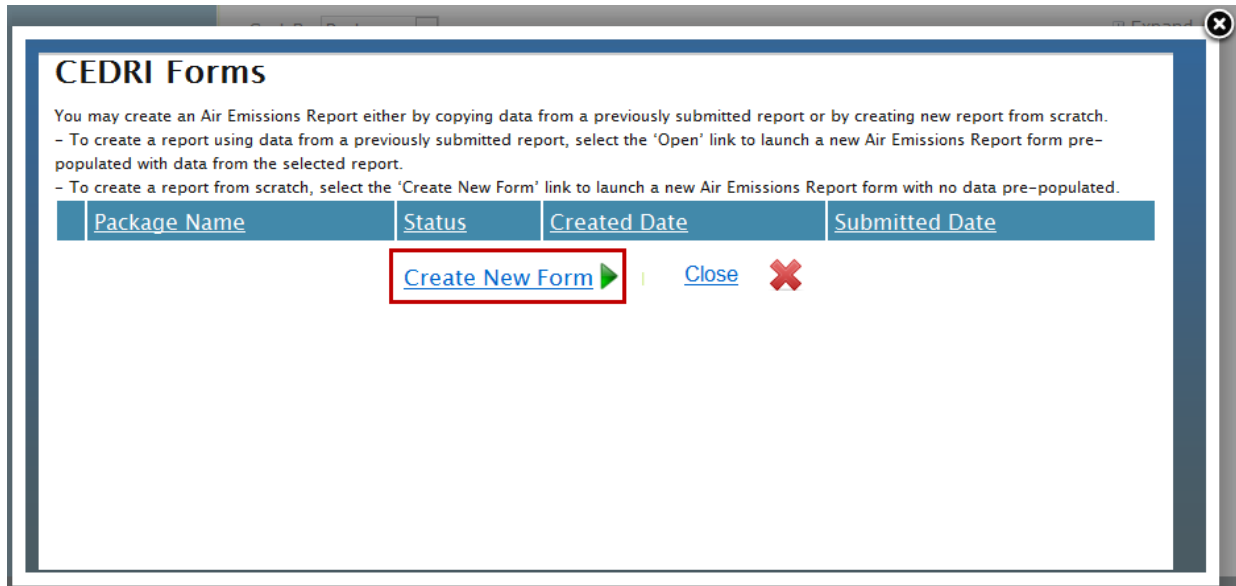 Expand
CEDRI Forms
You may create an Air Emissions Report either by copying data from a previously submitted report or by creating new report from scratch.
– To create a report using data from a previously submitted report, select the ‘Open’ link to launch a new Air Emissions Report form pre-
populated with data from the selected report.
– To create a report from scratch, select the ‘Create New Form’ link to launch a new Air Emissions Report form with no data pre-populated.
Package Name Status Created Date Submitted Date
Create New Form Close